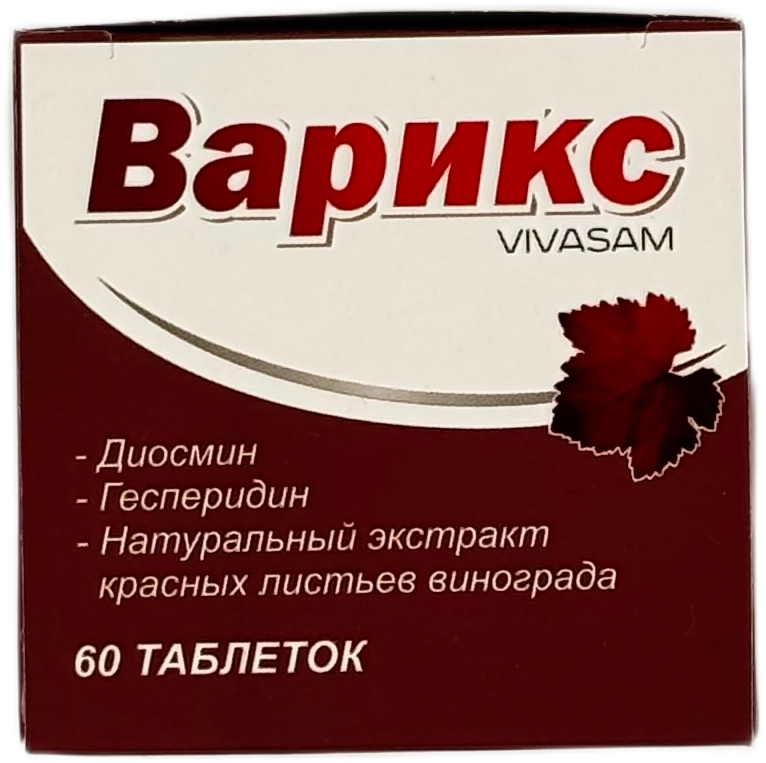 Варикс
VIVASAM
- Диосмин
- Гесперидин
- Натуральный экстракт
красных листьев винограда
60 ТАБЛЕТОК